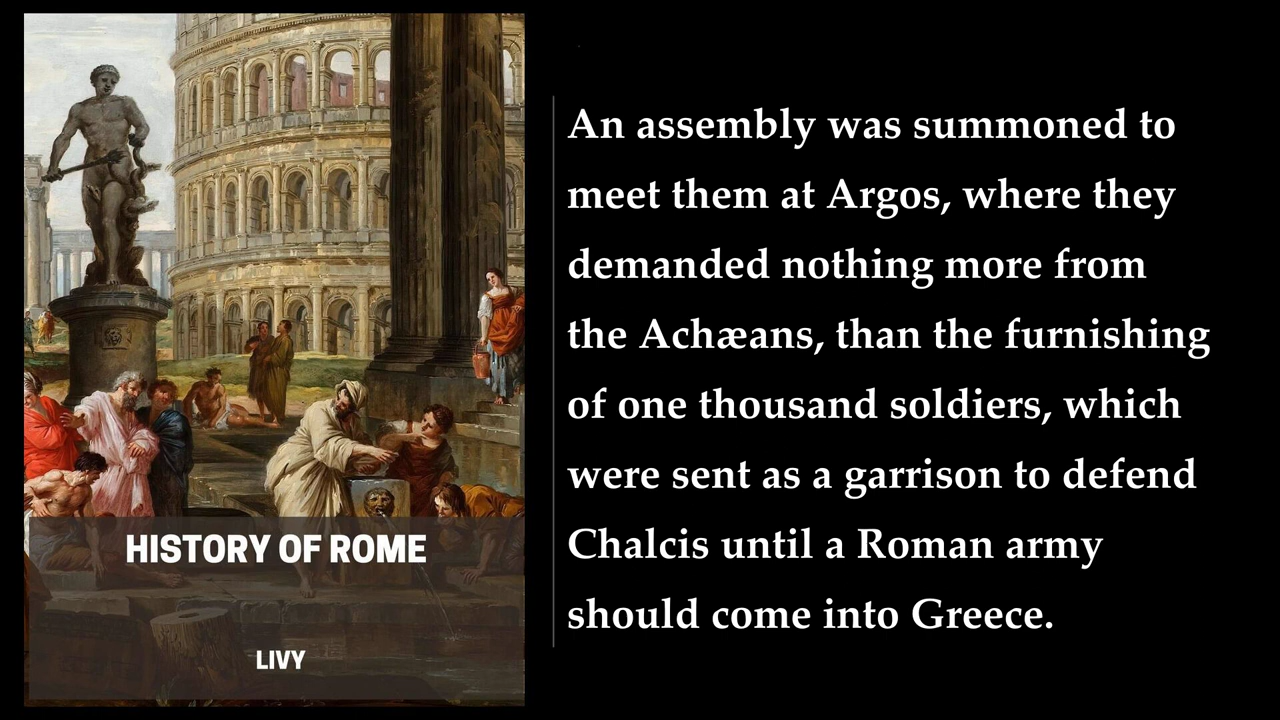 HISTORY OF ROME
LIVY
An assembly was summoned to
meet them at Argos, where they
demanded nothing more from
the Achæans, than the furnishing
of one thousand soldiers, which
were sent as a garrison to defend
Chalcis until a Roman army
should come into Greece.